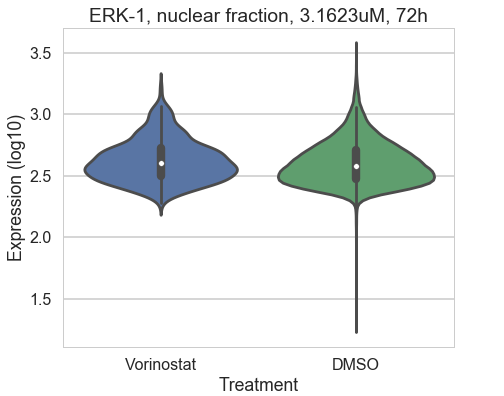 ERK-1, nuclear fraction, 3.1623uM, 72h
Expression (log10)
3.5
3.0
2.5
2.0
1.5
Vorinostat
DMSO
Treatment